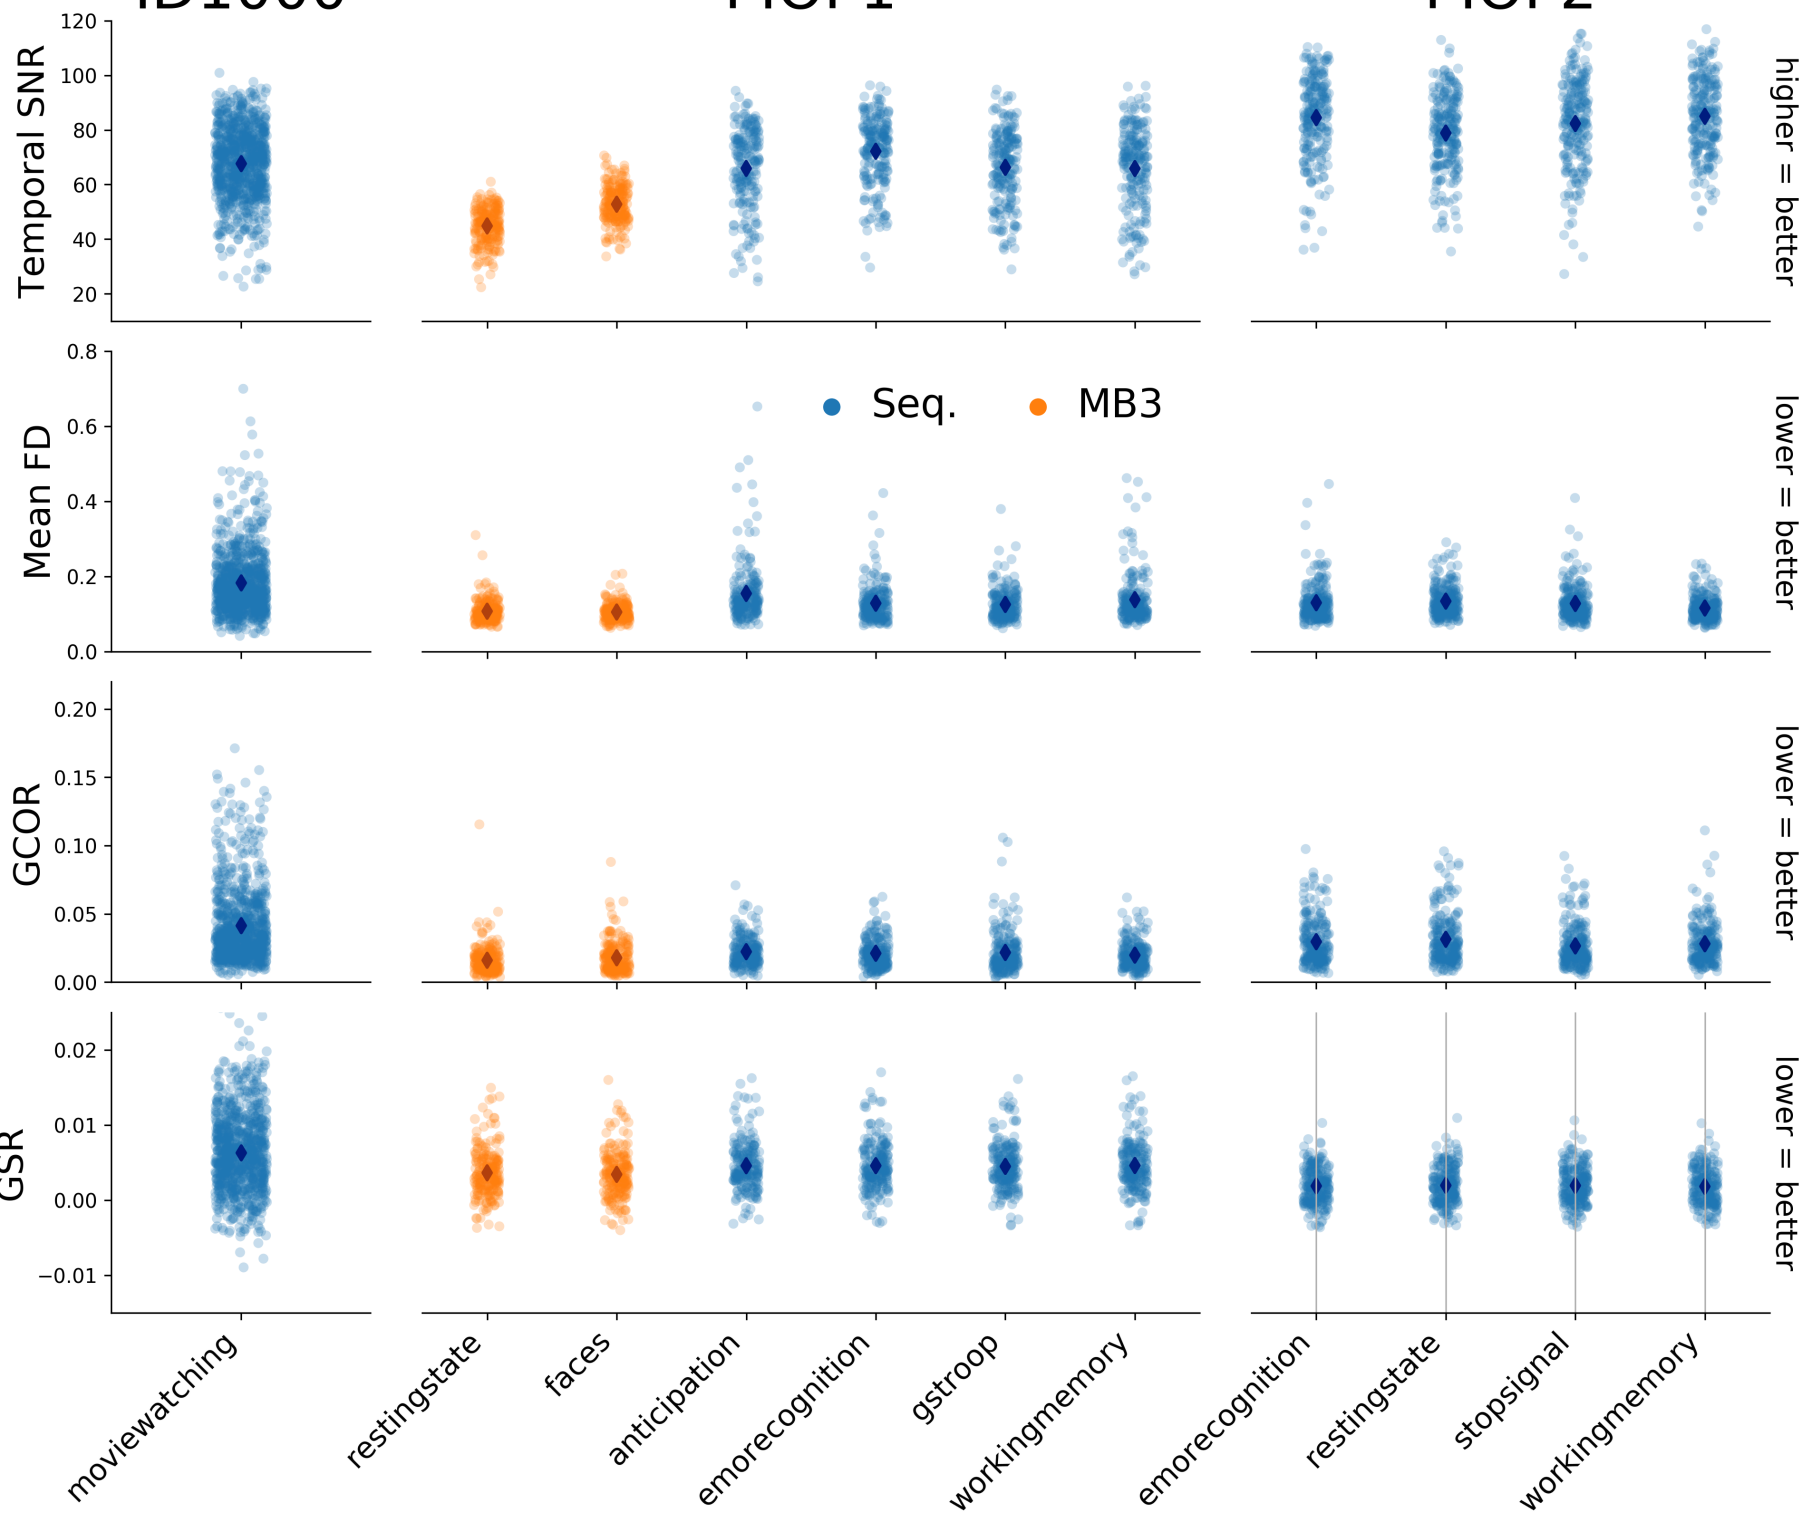 120
100
80
60
40
20
Temporal SNR
higher = better
0.8
0.6
0.4
0.2
0.0
Mean FD
Seq.
MB3
lower = better
0.20
0.15
0.10
0.05
0.00
GCOR
lower = better
0.02
0.01
0.00
−0.01
GSR
lower = better
moviewatching
restingstate
faces
anticipation
emorecognition
gstroop
workingmemory
emorecognition
restingstate
stopsignal
workingmemory